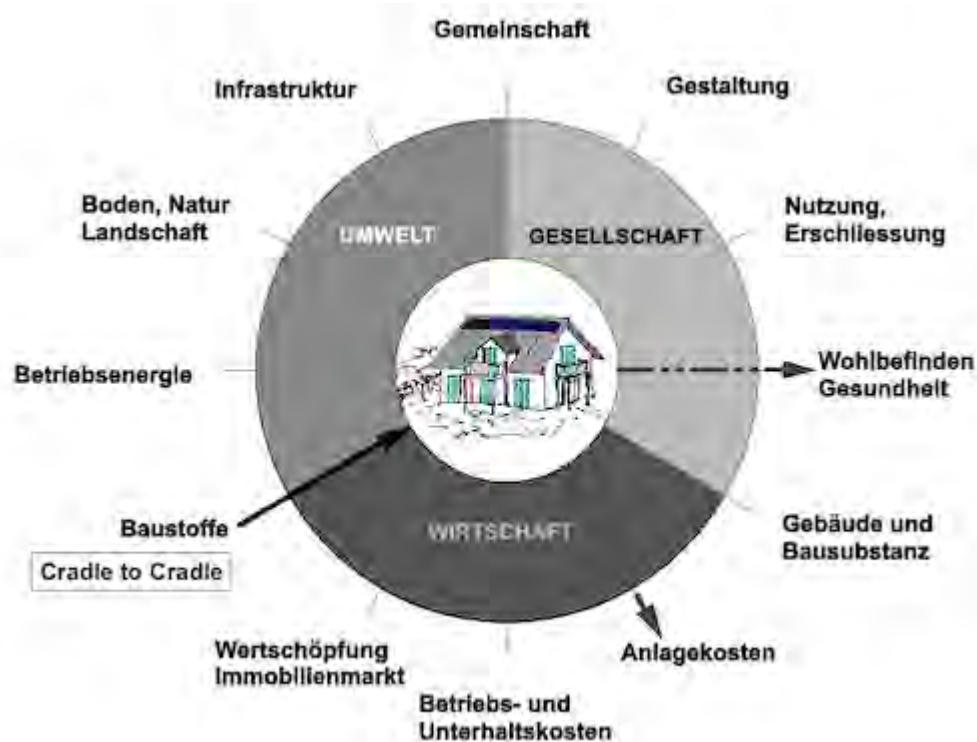 Gemeinschaft
Infrastruktur
Gestaltung
Boden, Natur
Landschaft
Nutzung,
Erschliessung
UMWELT
GESELLSCHAFT
Betriebsenergie
Wohlbefinden
Gesundheit
Baustoffe
Cradle to Cradle
WIRTSCHAFT
Gebäude und
Bausubstanz
Wertschöpfung
Immobilienmarkt
Anlagekosten
Betriebs- und
Unterhaltskosten